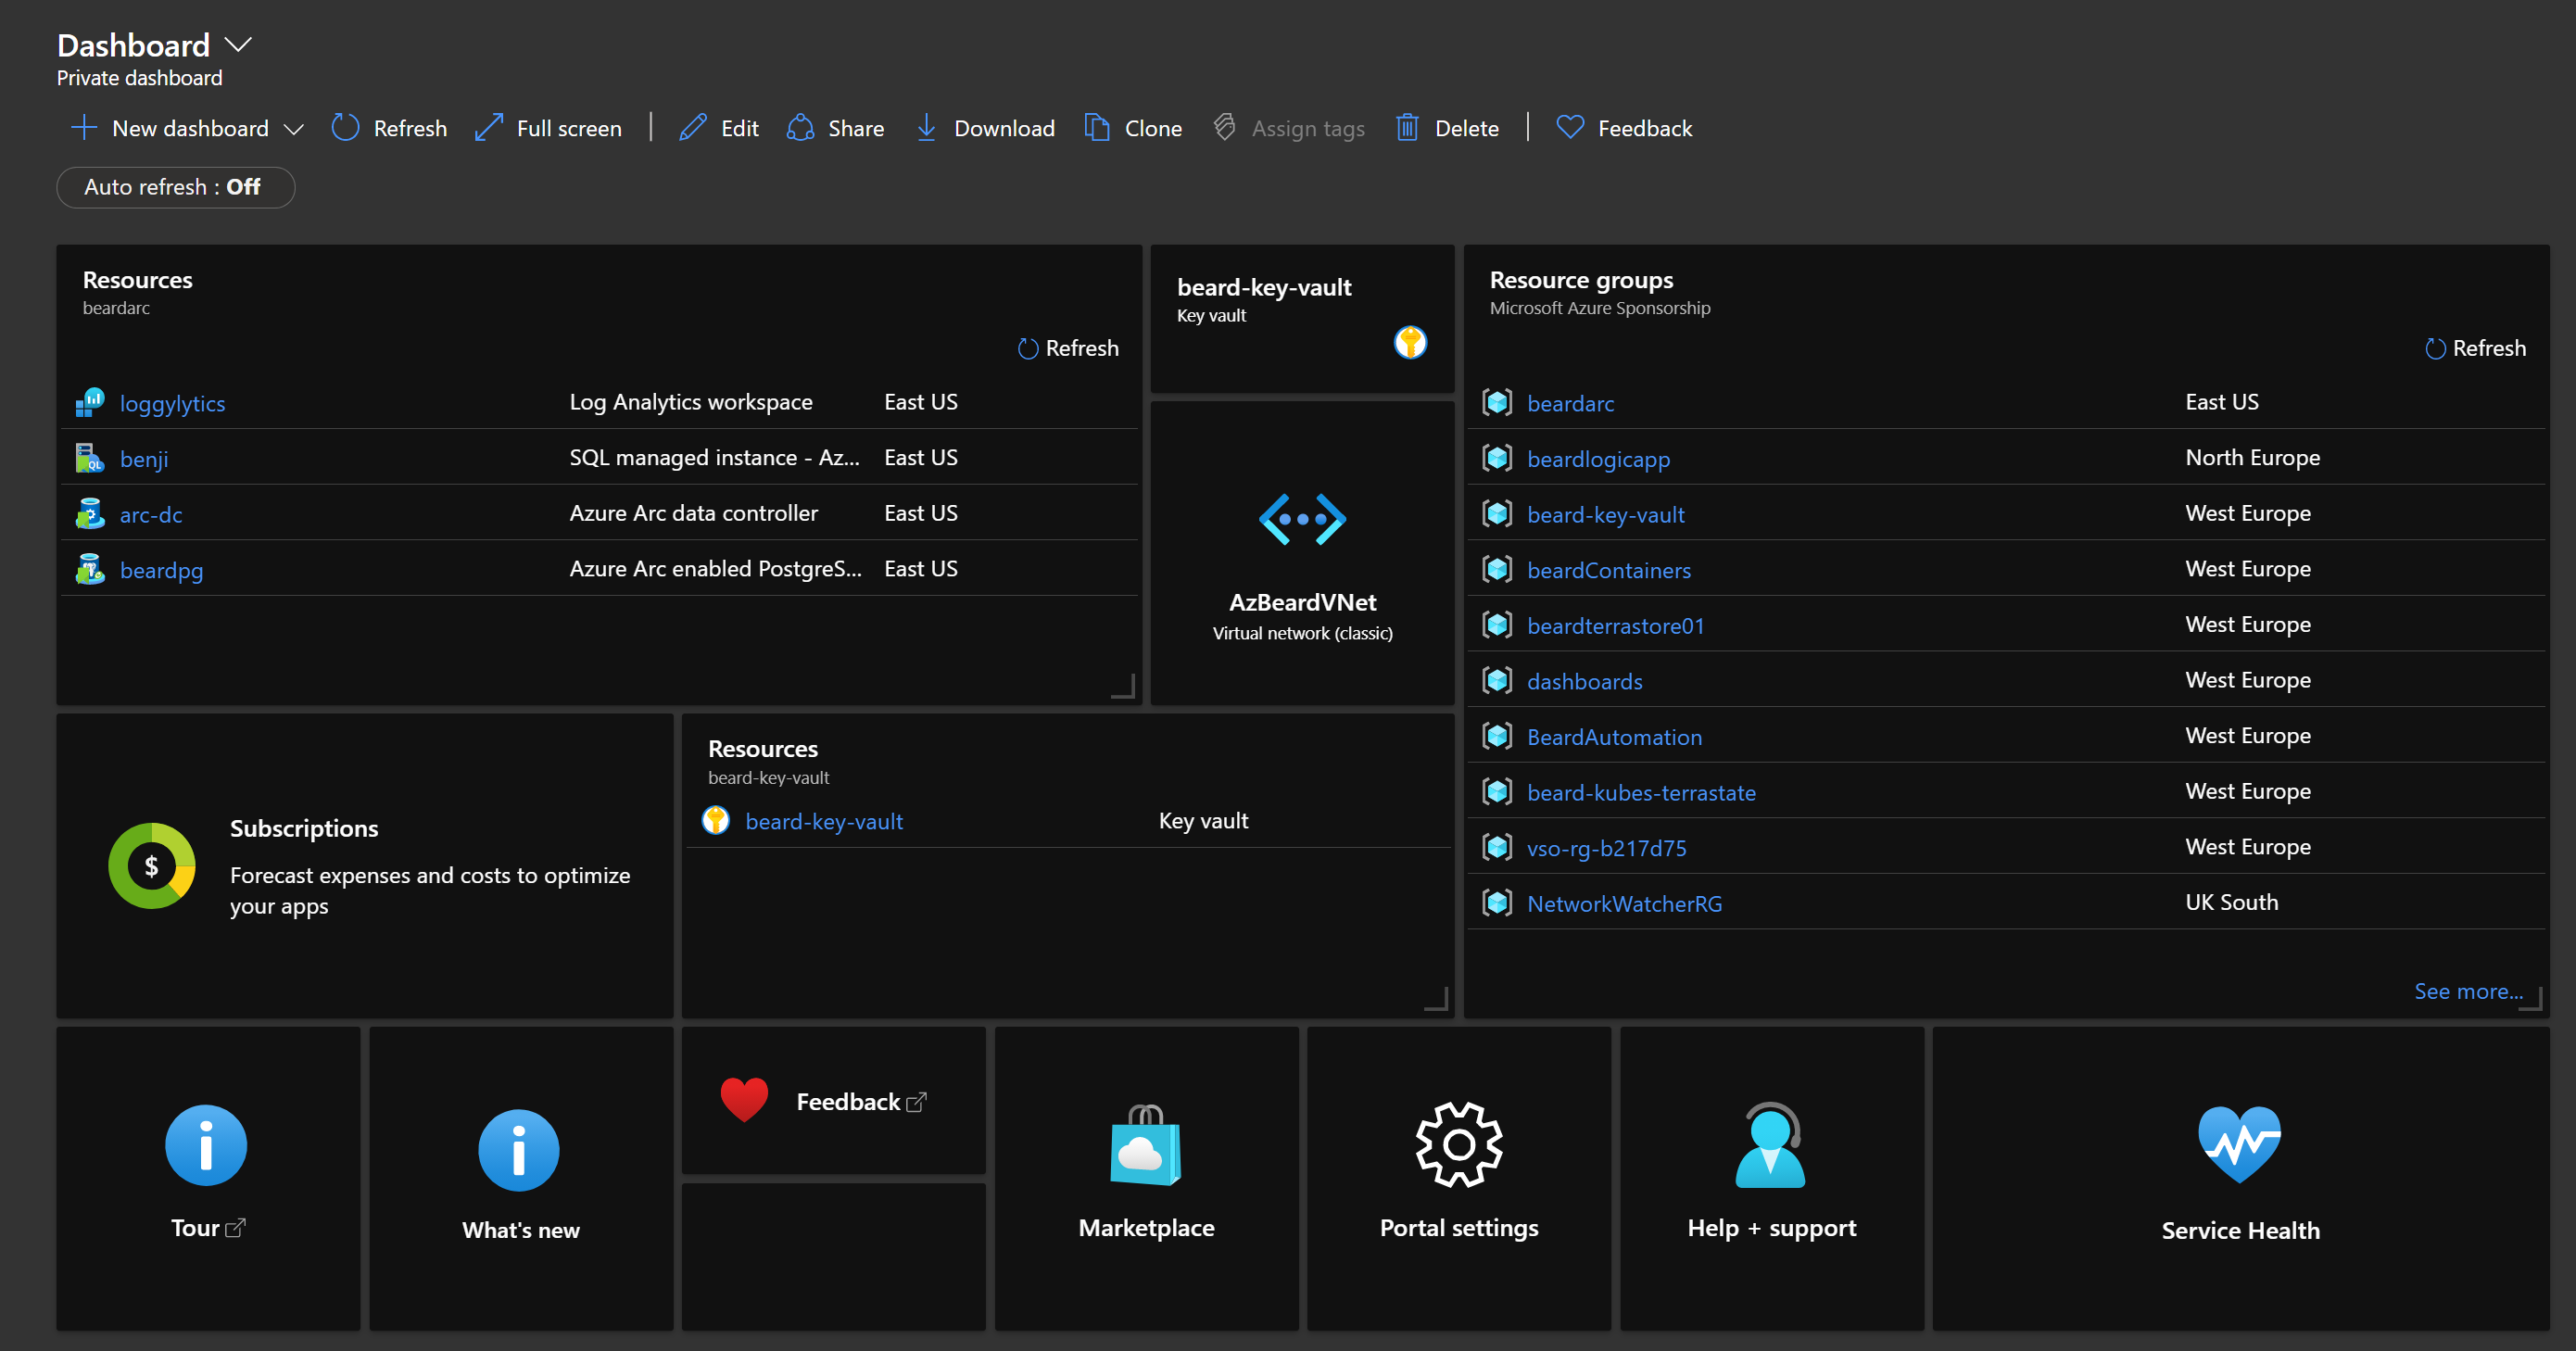 Dashboard
Private dashboard
New dashboard Refresh Full screen Edit Share Download Clone Assign tags Delete Feedback
Auto refresh : Off
Resources
beardarc
Refresh
loggylytics Log Analytics workspace East US
benji SQL managed instance - Az... East US
arc-dc Azure Arc data controller East US
beardpg Azure Arc enabled PostgreS... East US
beard-key-vault
Key vault
AzBeardVNet
Virtual network (classic)
Resource groups
Microsoft Azure Sponsorship
Refresh
beardarc East US
beardlogicapp North Europe
beard-key-vault West Europe
beardContainers West Europe
beardterrastore01 West Europe
dashboards West Europe
BeardAutomation West Europe
beard-kubes-terrastate West Europe
vso-rg-b217d75 West Europe
NetworkWatcherRG UK South
See more...
$
Subscriptions
Forecast expenses and costs to optimize
your apps
Resources
beard-key-vault
beard-key-vault Key vault
Tour
What's new
Feedback
Marketplace
Portal settings
Help + support
Service Health